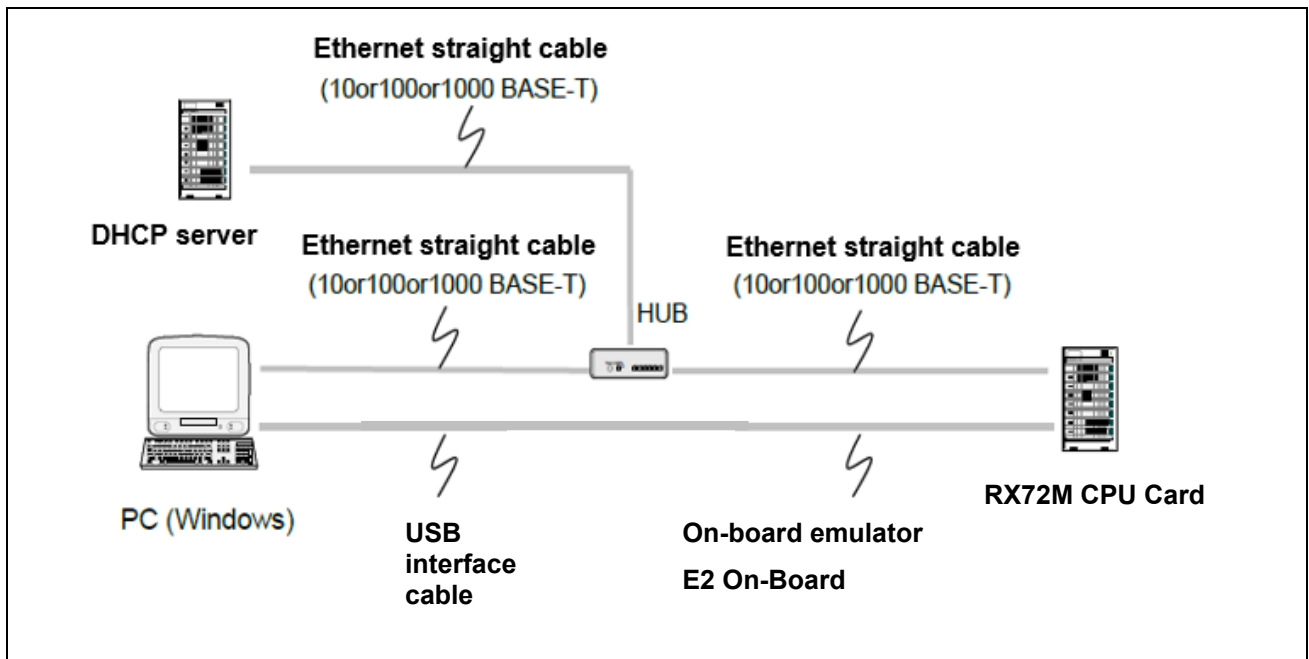 Ethernet straight cable
(10or100or1000 BASE-T)
DHCP server
Ethernet straight cable
(10or100or1000 BASE-T)
Ethernet straight cable
(10or100or1000 BASE-T)
HUB
PC (Windows)
RX72M CPU Card
USB
interface
cable
On-board emulator
E2 On-Board